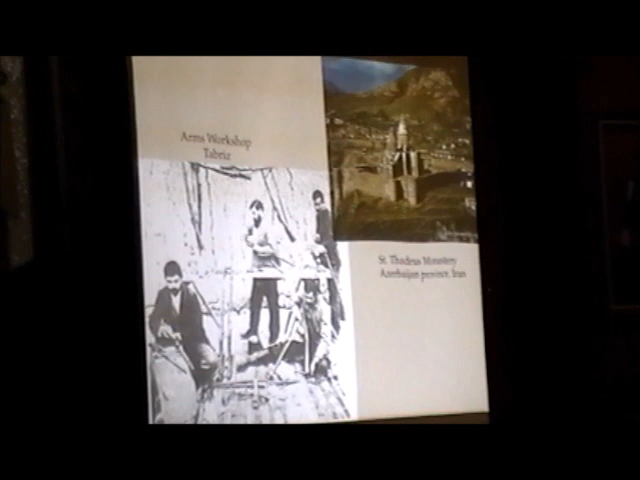 Arms Workshop
Tabriz
St. Thadeus Monastery
Azerbaijan province, Iran